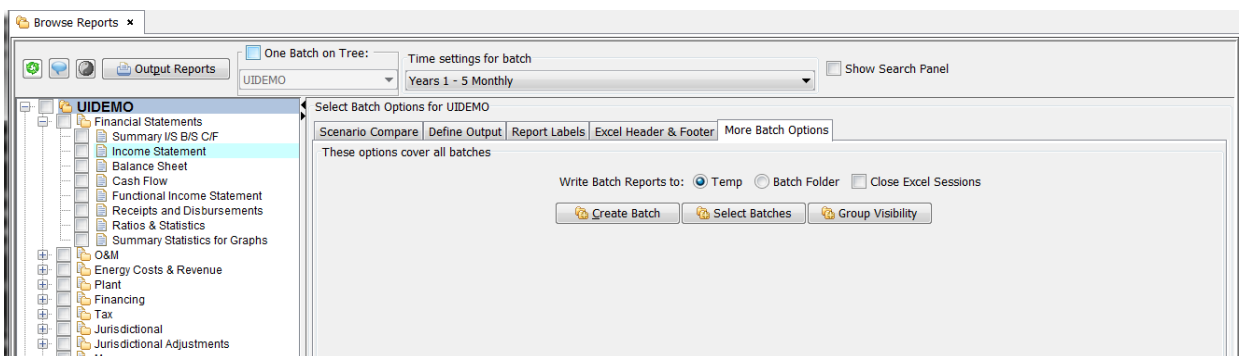 Browse Reports ×
One Batch on Tree:
Time settings for batch
Output Reports
UIDEMO
Years 1 - 5 Monthly
Show Search Panel
UIDEMO
Financial Statements
Summary I/S B/S C/F
Income Statement
Balance Sheet
Cash Flow
Functional Income Statement
Receipts and Disbursements
Ratios & Statistics
Summary Statistics for Graphs
O&M
Energy Costs & Revenue
Plant
Financing
Tax
Jurisdictional
Jurisdictional Adjustments
Select Batch Options for UIDEMO
Scenario Compare Define Output Report Labels Excel Header & Footer More Batch Options
These options cover all batches
Write Batch Reports to: Temp Batch Folder Close Excel Sessions
Create Batch Select Batches Group Visibility